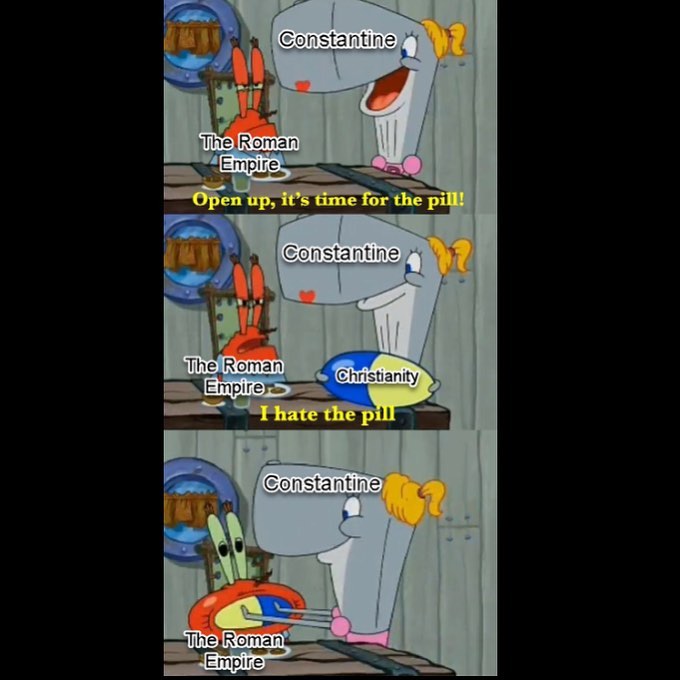 Constantine
The Roman
Empire
Open up, it's time for the pill!
Constantine
The Roman
Empire
Christianity
I hate the pill
Constantine
The Roman
Empire